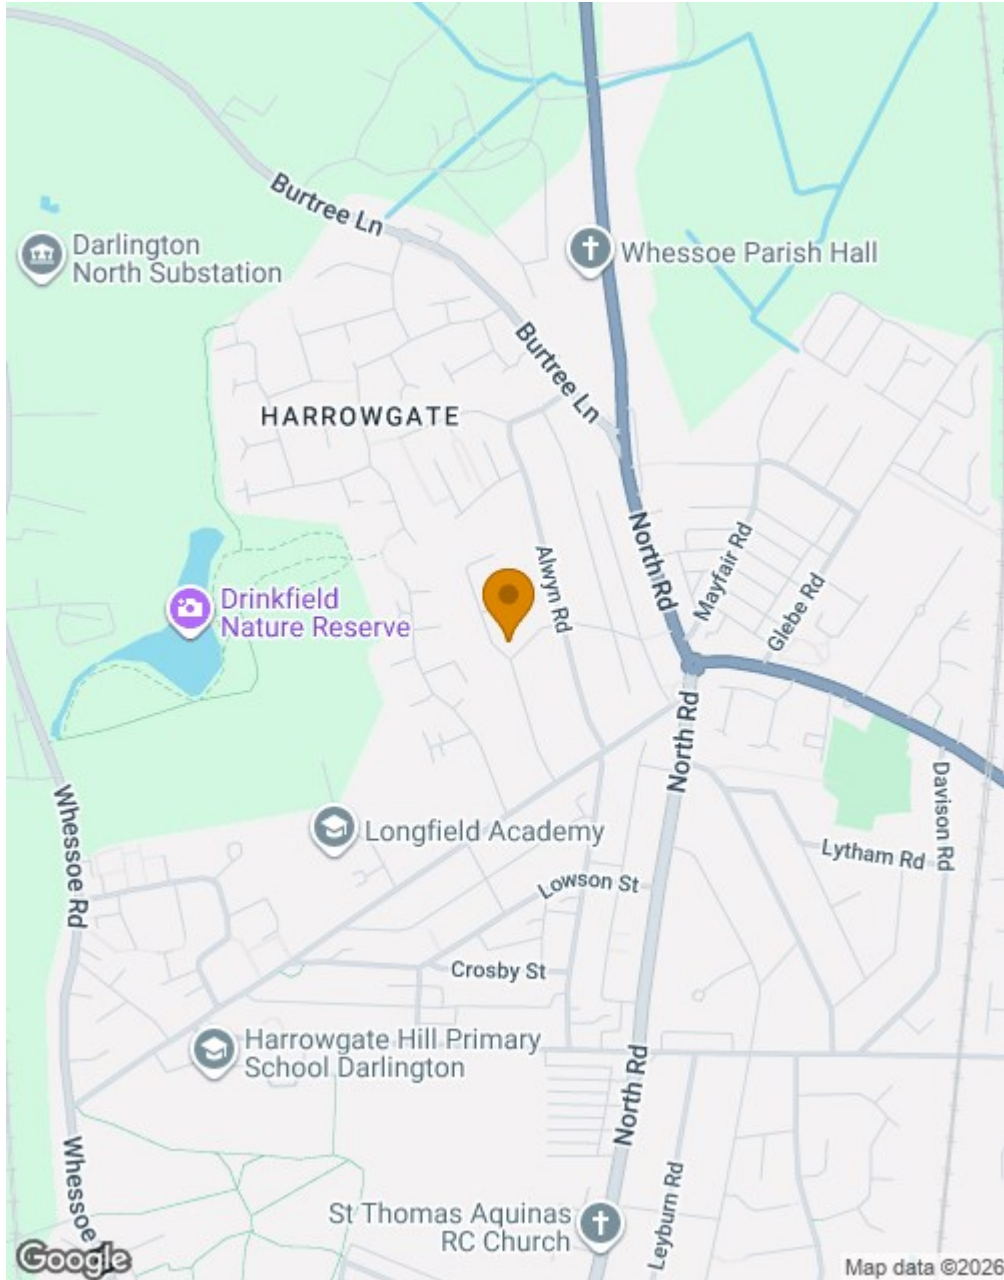 Burtree Ln
Darlington
North Substation
Whessoe Parish Hall
Burtree Ln
HARROWGATE
North Rd
Mayfair Rd
Alwyn Rd
Glebe Rd
Drinkfield
Nature Reserve
North Rd
Whessoe Rd
Davison Rd
Longfield Academy
Lytham Rd
Lowson St
Crosby St
Harrowgate Hill Primary
School Darlington
North Rd
Whessoe
Leyburn Rd
St Thomas Aquinas
RC Church
Google
Map data ©2026